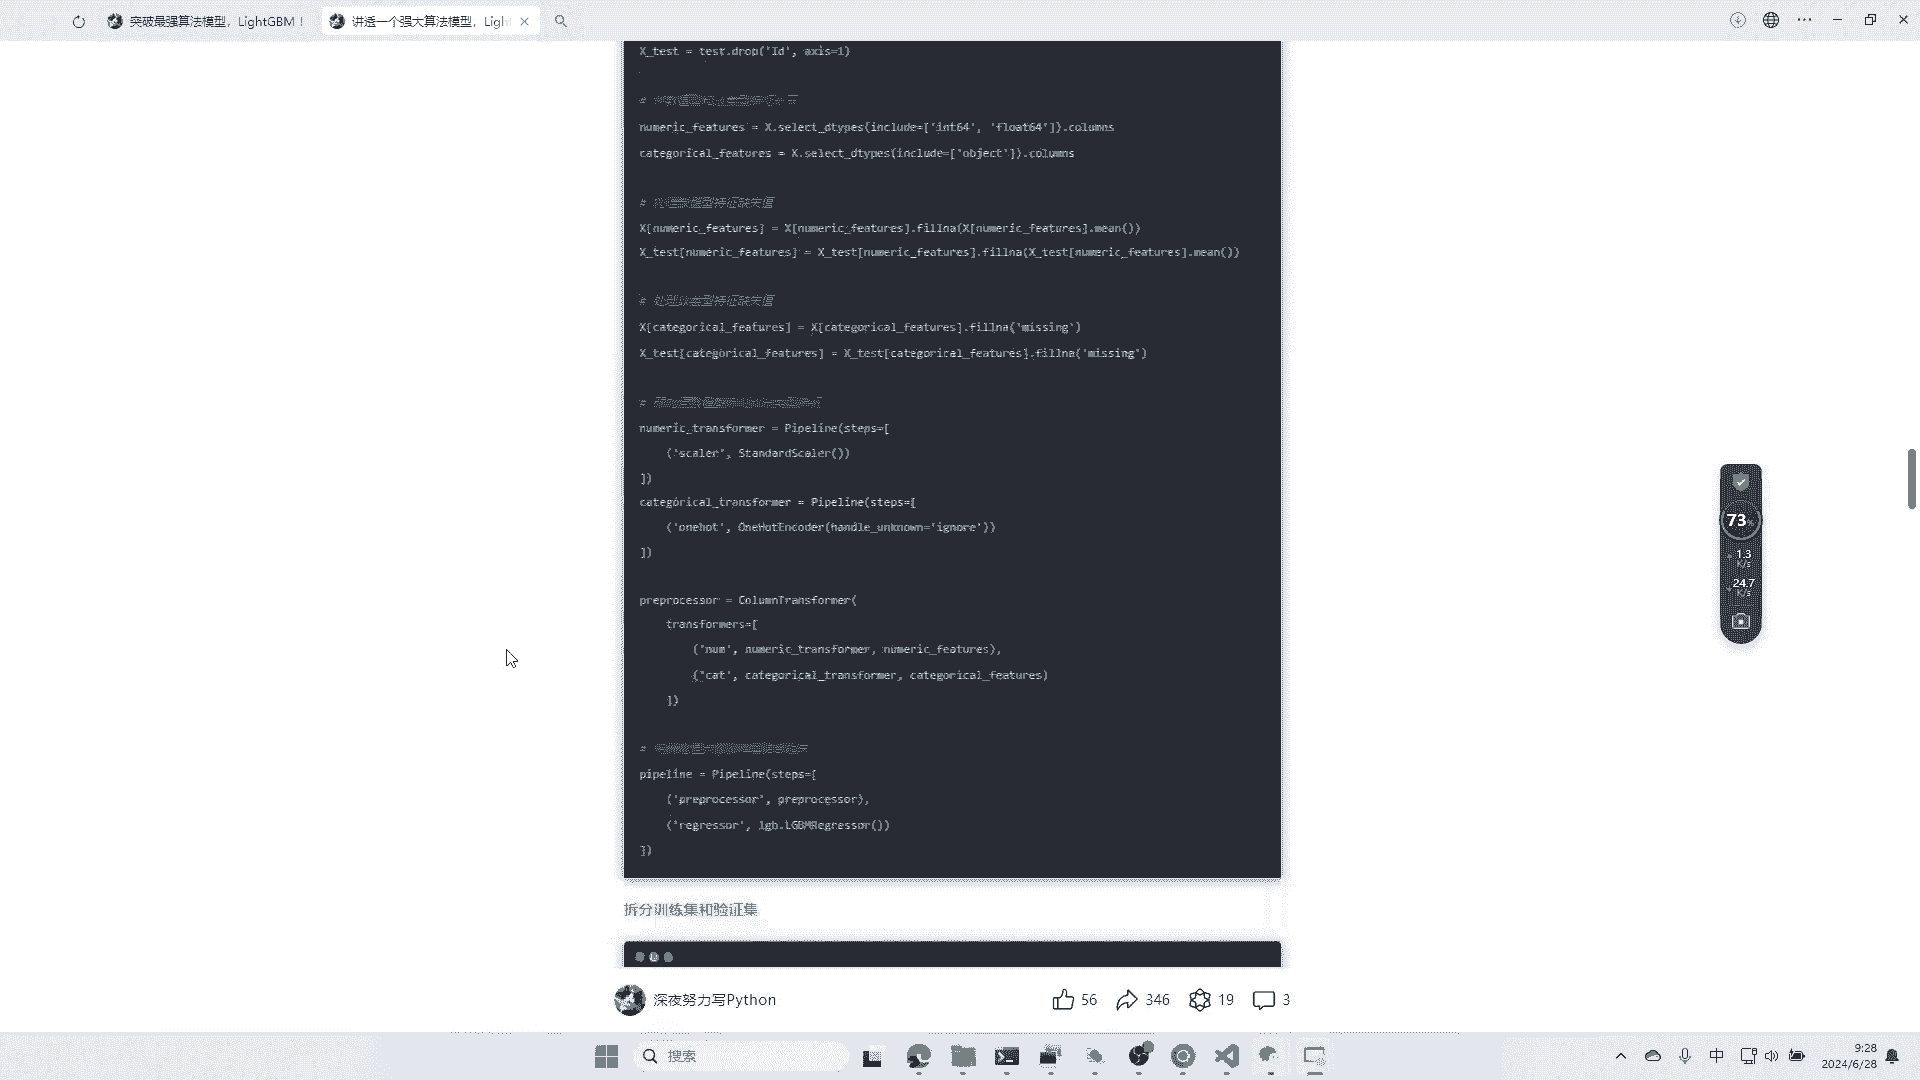 突破最强算法模型，LightGBM！
讲透一个强大算法模型，Ligh
X_test = test.drop('Id', axis=1)
#
numeric_features = X.select_dtypes(include=['int64', 'float64']).columns
categorical_features = X.select_dtypes(include=['object']).columns
# 处理数值型特征缺失值
X[numeric_features] = X[numeric_features].fillna(X[numeric_features].mean())
X_test[numeric_features] = X_test[numeric_features].fillna(X_test[numeric_features].mean())
# 处理分类型特征缺失值
X[categorical_features] = X[categorical_features].fillna('missing')
X_test[categorical_features] = X_test[categorical_features].fillna('missing')
#
numeric_transformer = Pipeline(steps=[
('scaler', StandardScaler())
])
categorical_transformer = Pipeline(steps=[
('onehot', OneHotEncoder(handle_unknown='ignore'))
])
preprocessor = ColumnTransformer(
transformers=[
('num', numeric_transformer, numeric_features),
('cat', categorical_transformer, categorical_features)
])
#
pipeline = Pipeline(steps=[
('preprocessor', preprocessor),
('regressor', lgb.LGBMRegressor())
])
拆分训练集和验证集
深夜努力写Python
56
346
19
3
73%
1.3
K/s
24.7
K/s
搜索
中
9:28
2024/6/28